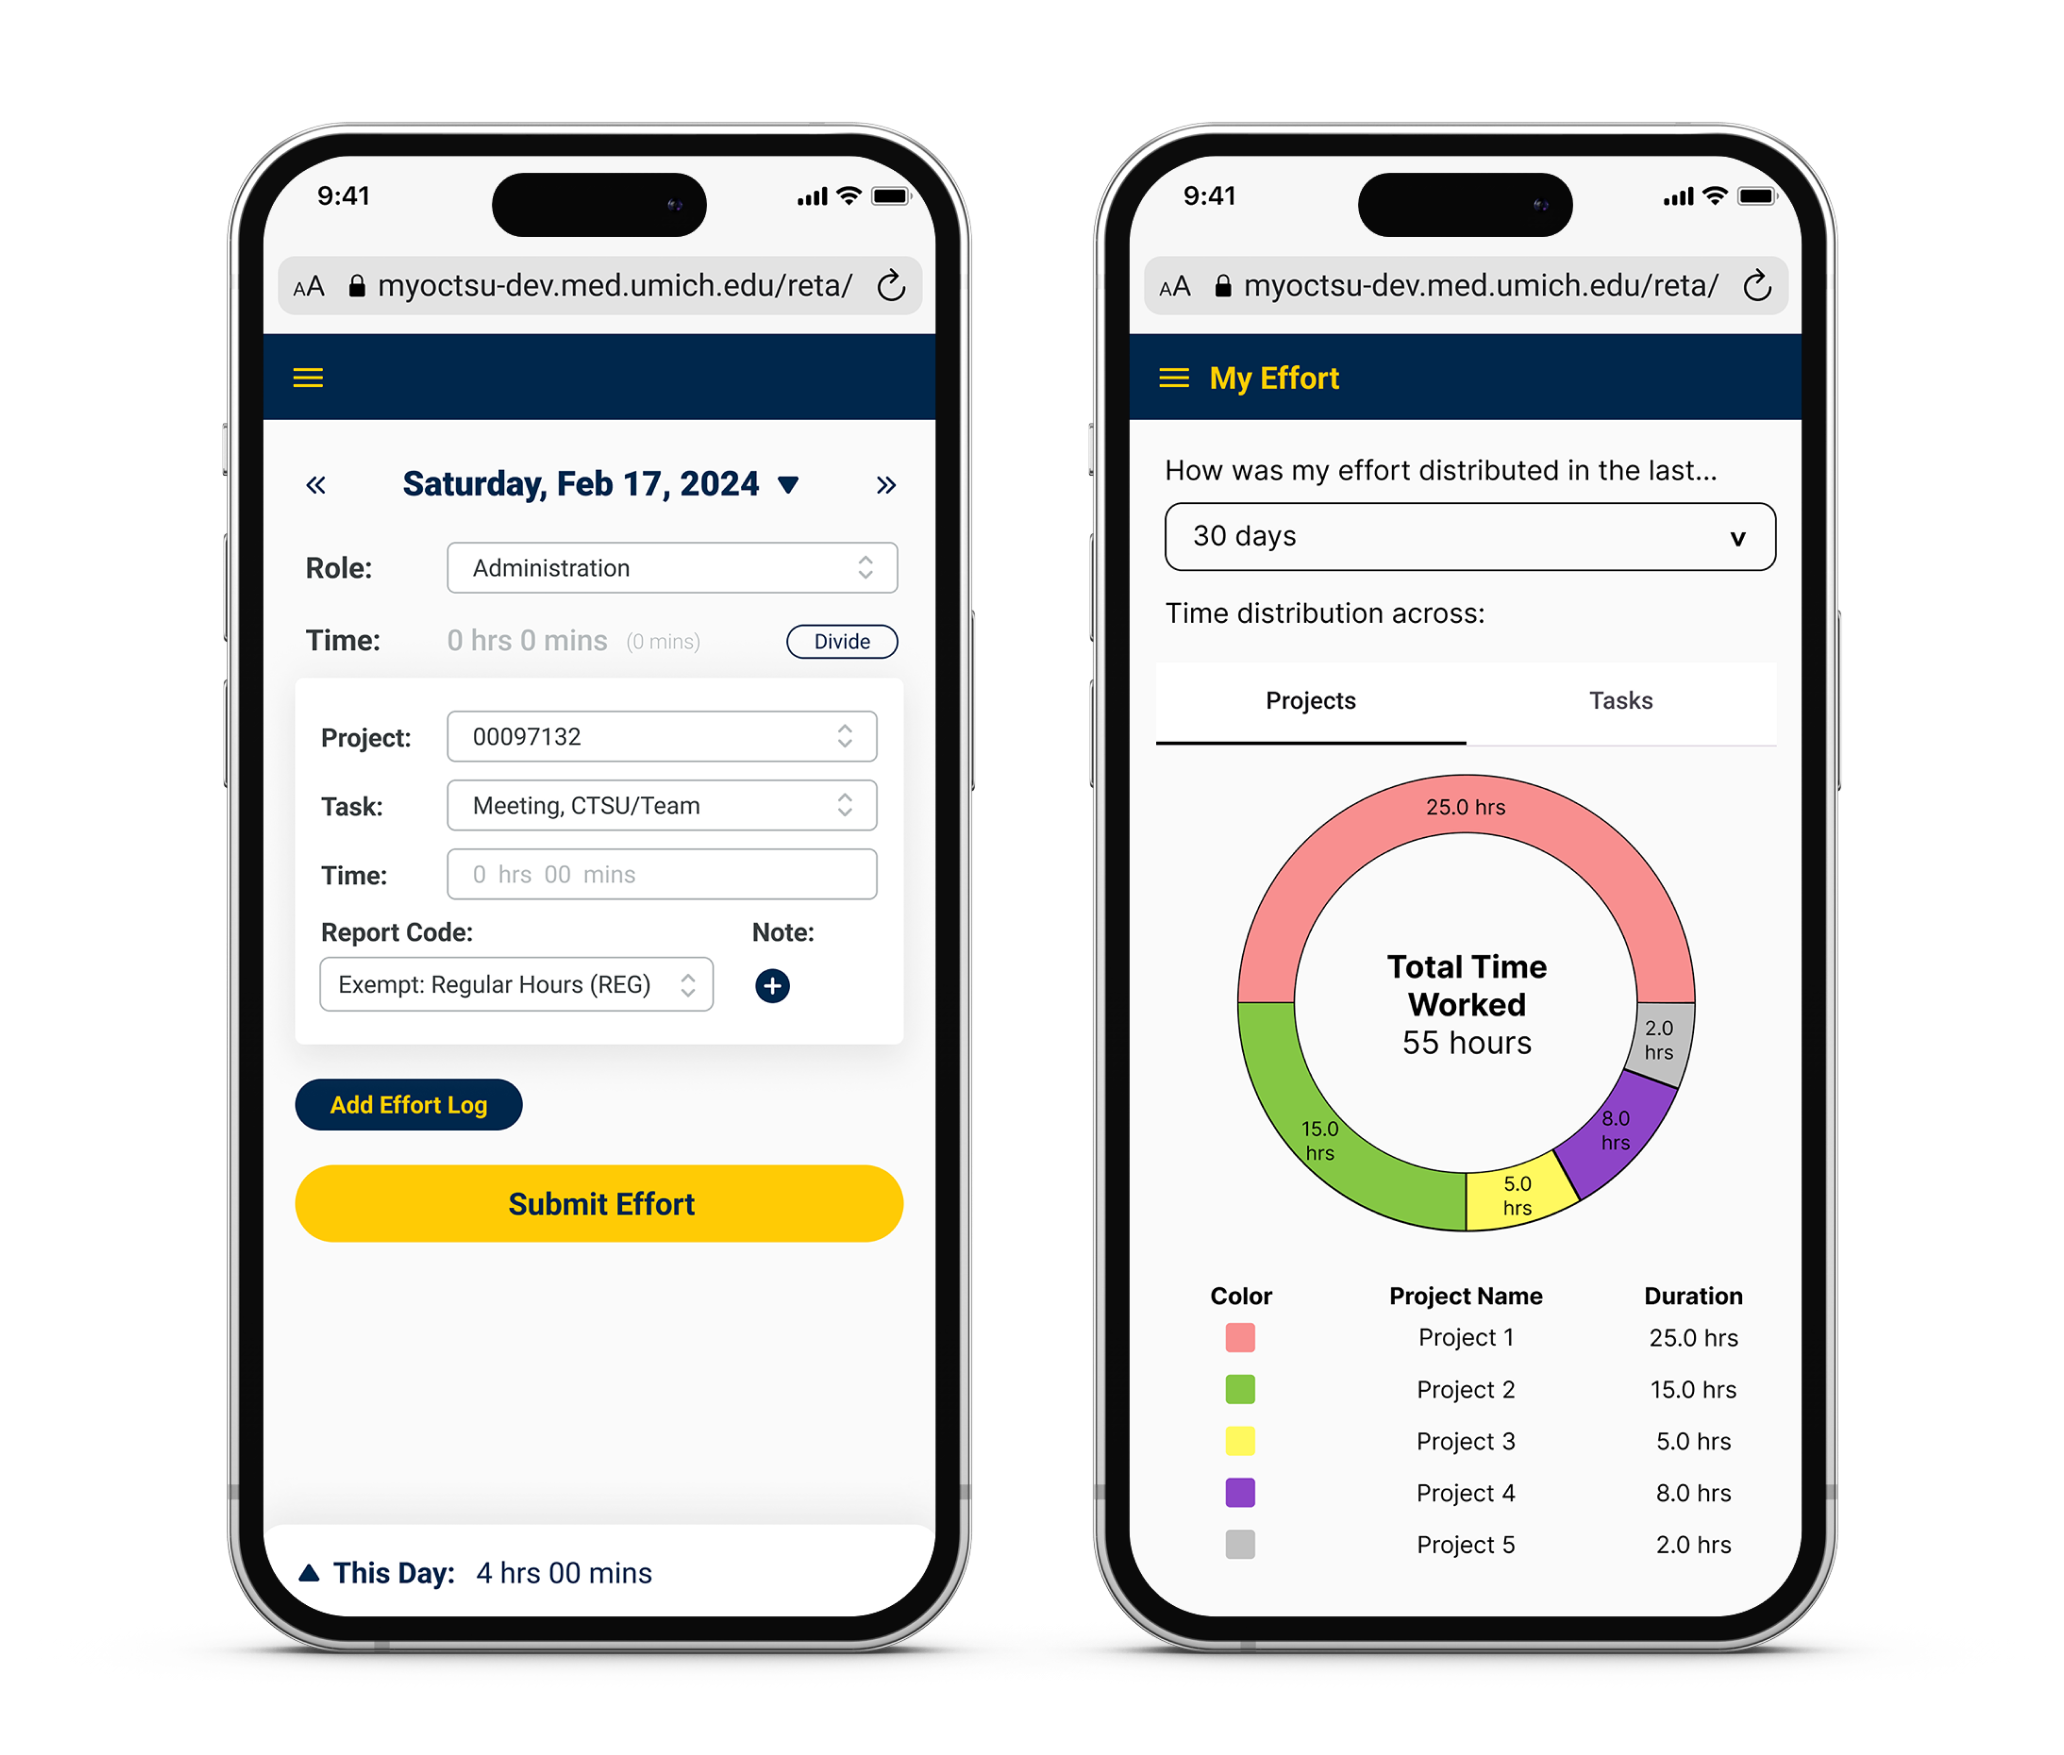 9:41
AA myoctsu-dev.med.umich.edu/reta/
« Saturday, Feb 17, 2024 »
Role: Administration
Time: 0 hrs 0 mins (0 mins) Divide
Project: 00097132
Task: Meeting, CTSU/Team
Time: 0 hrs 00 mins
Report Code: Note:
Exempt: Regular Hours (REG)
Add Effort Log
Submit Effort
This Day: 4 hrs 00 mins
9:41
AA myoctsu-dev.med.umich.edu/reta/
My Effort
How was my effort distributed in the last...
30 days
Time distribution across:
Projects Tasks
25.0 hrs
Total Time
Worked
55 hours
2.0
hrs
8.0
hrs
15.0
hrs
5.0
hrs
Color Project Name Duration
Project 1 25.0 hrs
Project 2 15.0 hrs
Project 3 5.0 hrs
Project 4 8.0 hrs
Project 5 2.0 hrs